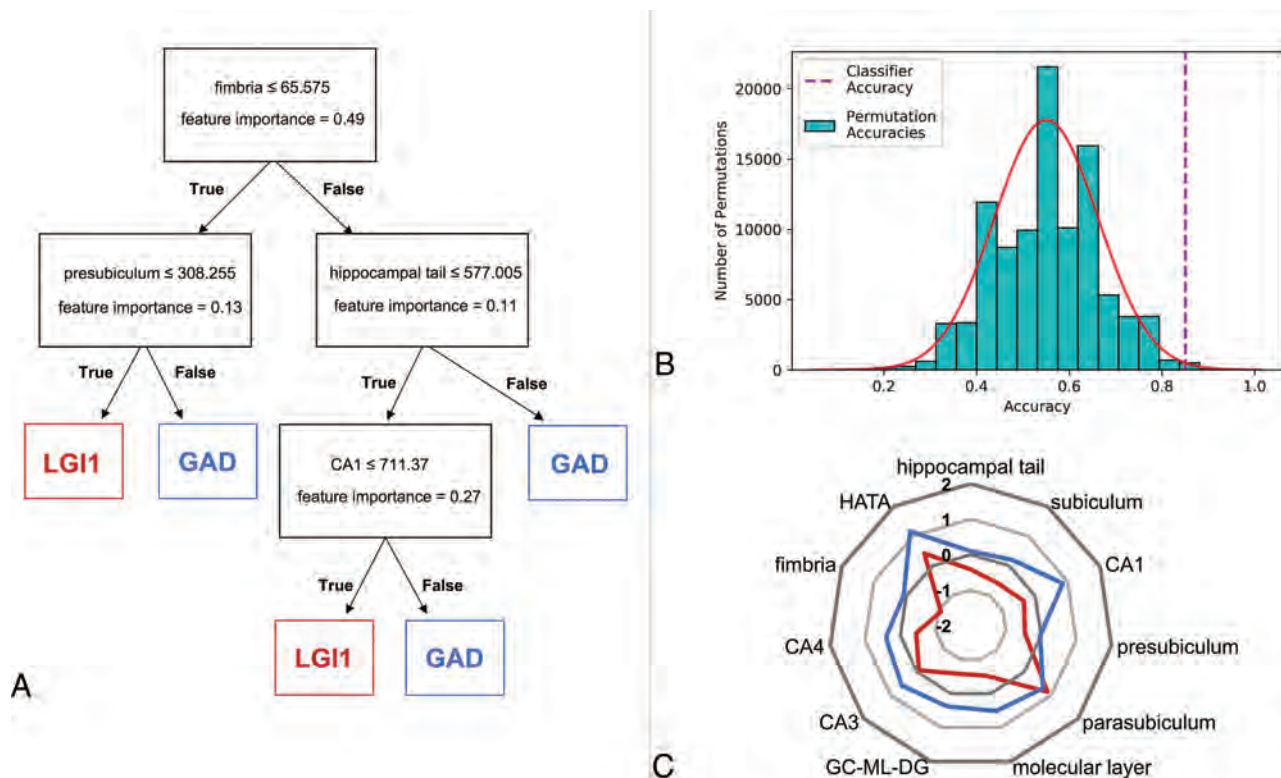 fimbria ≤ 65.575
feature importance = 0.49
True
False
presubiculum ≤ 308.255
feature importance = 0.13
hippocampal tail ≤ 577.005
feature importance = 0.11
True
False
True
False
LGI1
GAD
CA1 ≤ 711.37
feature importance = 0.27
GAD
True
False
LGI1
GAD
A
Classifier
Accuracy
Permutation
Accuracies
Number of Permutations
20000
15000
10000
5000
0
0.2
0.4
0.6
0.8
1.0
Accuracy
B
hippocampal tail
subiculum
CA1
presubiculum
parasubiculum
molecular layer
GC-ML-DG
CA3
CA4
fimbria
HATA
2
1
0
-1
-2
C